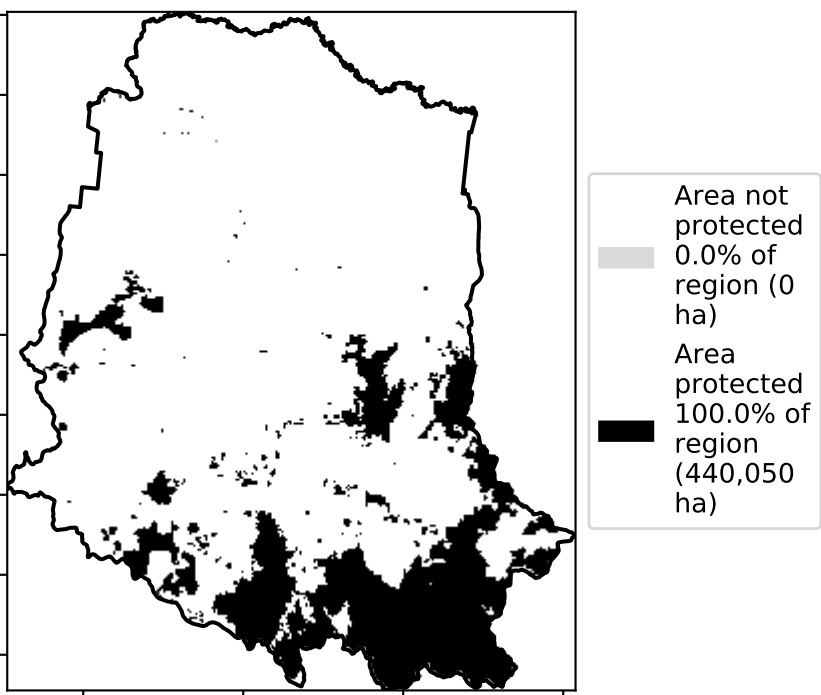 Area not
protected
0.0% of
region (0
ha)
Area
protected
100.0% of
region
(440,050
ha)